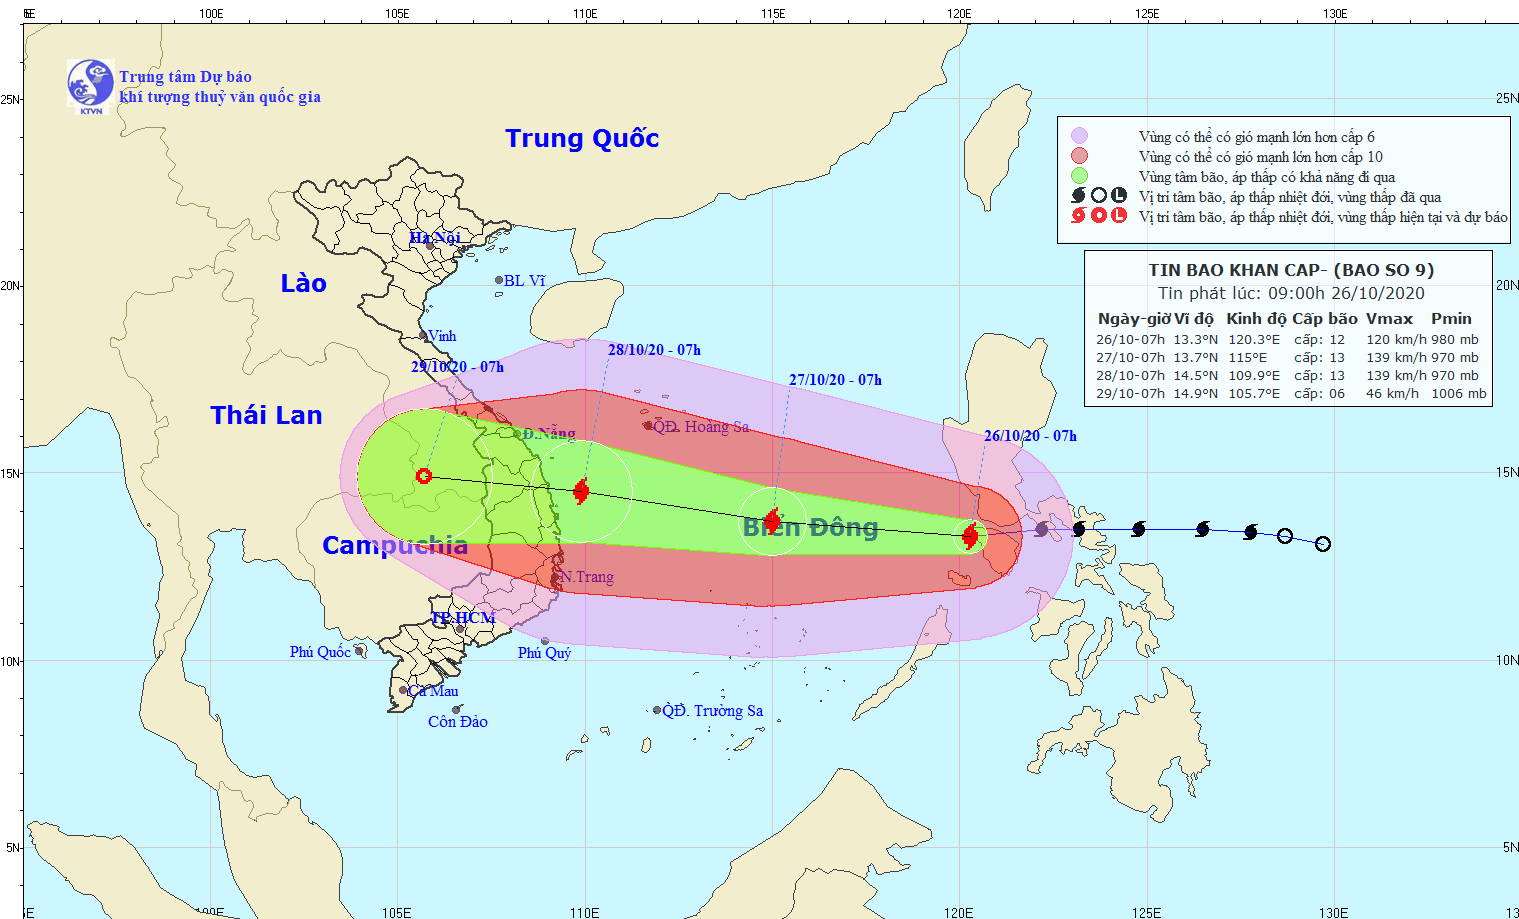 5E 100E 105E 110E 115E 120E 125E 130E
Trung tâm Dự báo
khí tượng thuỷ văn quốc gia
KTVN
25N 25N
Trung Quốc
Vùng có thể có gió mạnh lớn hơn cấp 6
Vùng có thể có gió mạnh lớn hơn cấp 10
Vùng tâm bão, áp thấp có khả năng đi qua
Vị trí tâm bão, áp thấp nhiệt đới, vùng thấp đã qua
Vị trí tâm bão, áp thấp nhiệt đới, vùng thấp hiện tại và dự báo
Hà Nội
BL Vĩ
Lào
20N 20N
TIN BAO KHAN CAP- (BAO SO 9)
Tin phát lúc: 09:00h 26/10/2020
Ngày-giờ Vĩ độ Kinh độ Cấp bão Vmax Pmin
26/10-07h 13.3°N 120.3°E cấp: 12 120 km/h 980 mb
27/10-07h 13.7°N 115°E cấp: 13 139 km/h 970 mb
28/10-07h 14.5°N 109.9°E cấp: 13 139 km/h 970 mb
29/10-07h 14.9°N 105.7°E cấp: 06 46 km/h 1006 mb
Vinh
28/10/20 - 07h
29/10/20 - 07h
27/10/20 - 07h
Thái Lan
QĐ. Hoàng Sa
Đ.Nẵng
26/10/20 - 07h
15N 15N
Biển Đông
Campuchia
N.Trang
TP.HCM
Phú Quốc
Phú Quý
10N 10N
Cà Mau
Côn Đảo
QĐ. Trường Sa
5N 5N
100E 105E 110E 115E 120E 125E 130E